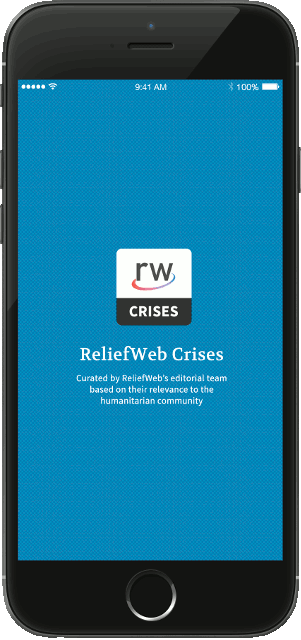 9:41 AM
100%
rw
CRISES
ReliefWeb Crises
Curated by ReliefWeb's editorial team
based on their relevance to the
humanitarian community